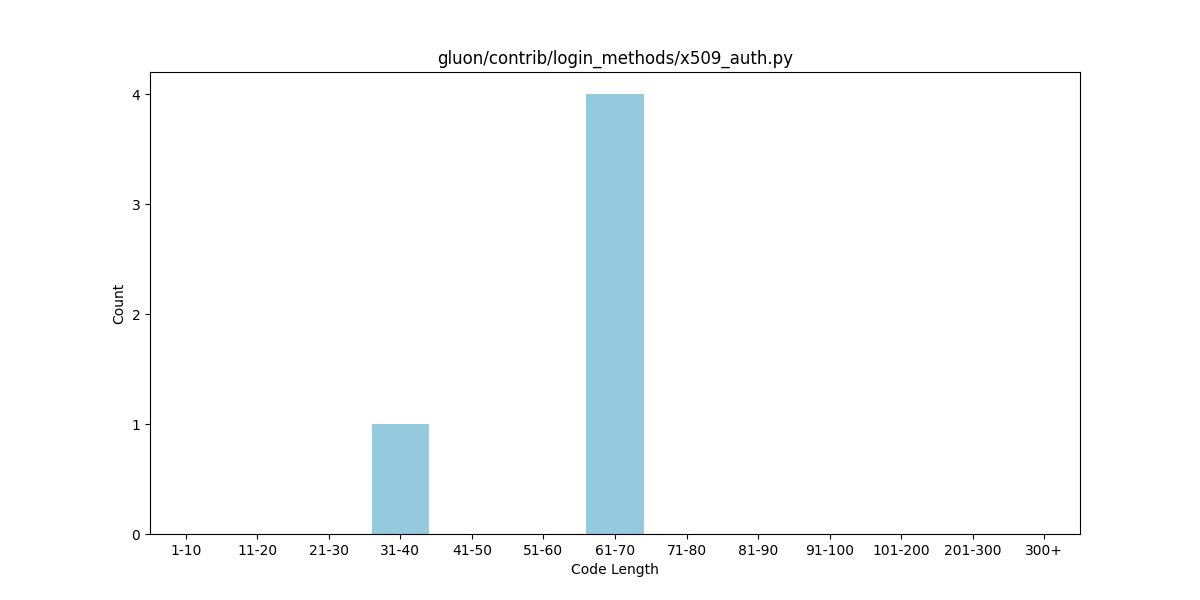 gluon/contrib/login_methods/x509_auth.py
4
3
2
1
0
Count
1-10 11-20 21-30 31-40 41-50 51-60 61-70 71-80 81-90 91-100 101-200 201-300 300+
Code Length